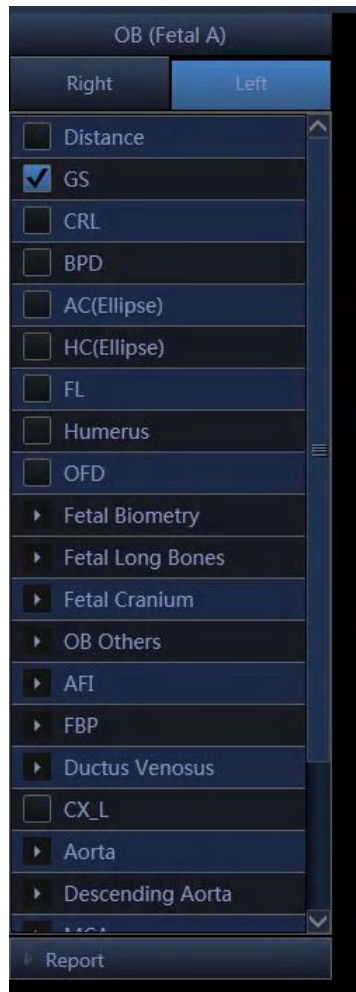 OB (Fetal A)
Right Left
Distance
GS
CRL
BPD
AC(Ellipse)
HC(Ellipse)
FL
Humerus
OFD
Fetal Biometry
Fetal Long Bones
Fetal Cranium
OB Others
AFI
FBP
Ductus Venosus
CX_L
Aorta
Descending Aorta
MCA
Report